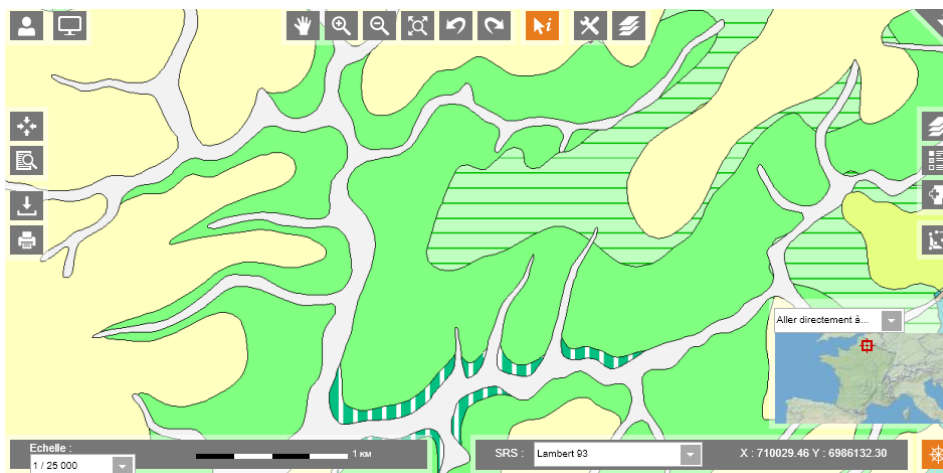 i
Aller directement à...
Echelle :
1 / 25 000
1 KM
SRS :
Lambert 93
X : 710029.46 Y : 6986132.30